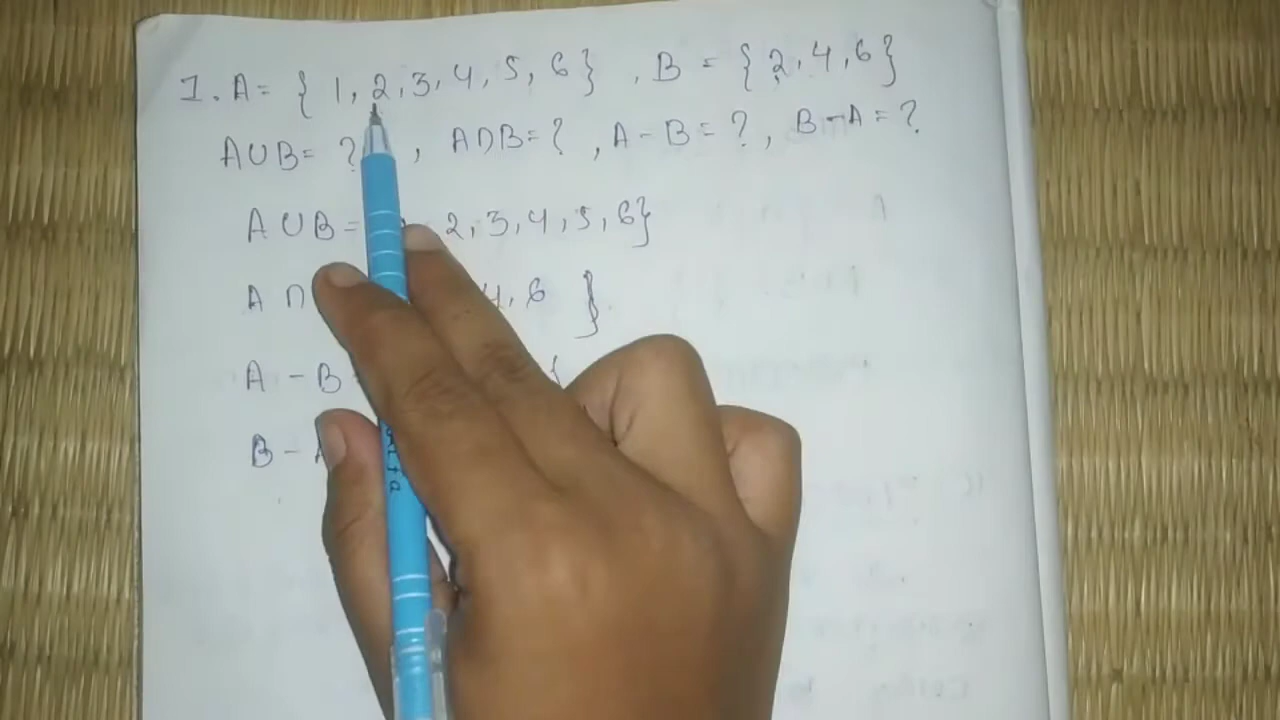 1. A = { 1, 2, 3, 4, 5, 6 } , B = { 2, 4, 6 }
A∪B = ? , A∩B = ? , A - B = ? , B - A = ?
A ∪ B = 2, 3, 4, 5, 6}
A ∩ 4, 6 }
A - B
B - A